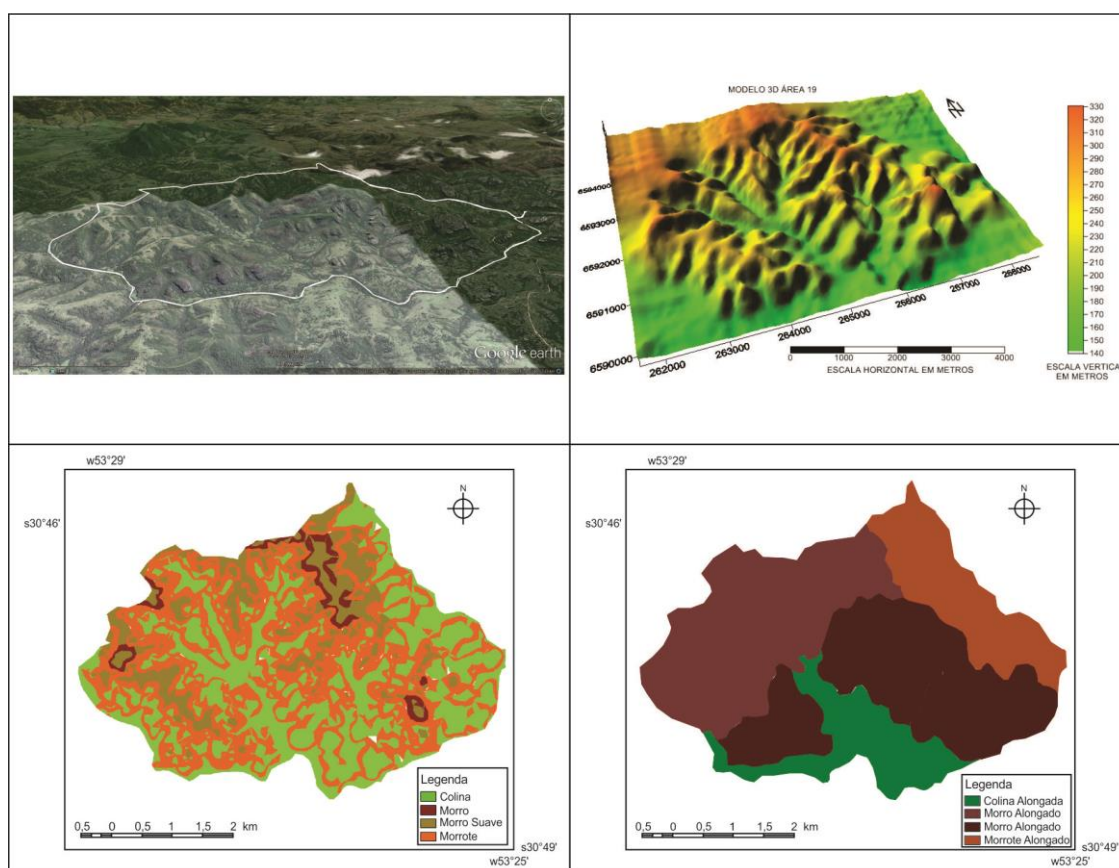 Google earth
MODELO 3D ÁREA 19
N
6594000
6593000
6592000
6591000
6590000
262000
263000
264000
265000
266000
267000
268000
0 1000 2000 3000 4000
ESCALA HORIZONTAL EM METROS
330
320
310
300
290
280
270
260
250
240
230
220
210
200
190
180
170
160
150
140
ESCALA VERTICA
EM METROS
w53°29'
s30°46'
N
Legenda
Colina
Morro
Morro Suave
Morrote
0,5 0 0,5 1 2 km
s30°49'
w53°25'
w53°29'
s30°46'
N
Legenda
Colina Alongada
Morro Alongado
Morro Alongado
Morrote Alongado
0,5 0 0,5 1 2 km
s30°49'
w53°25'